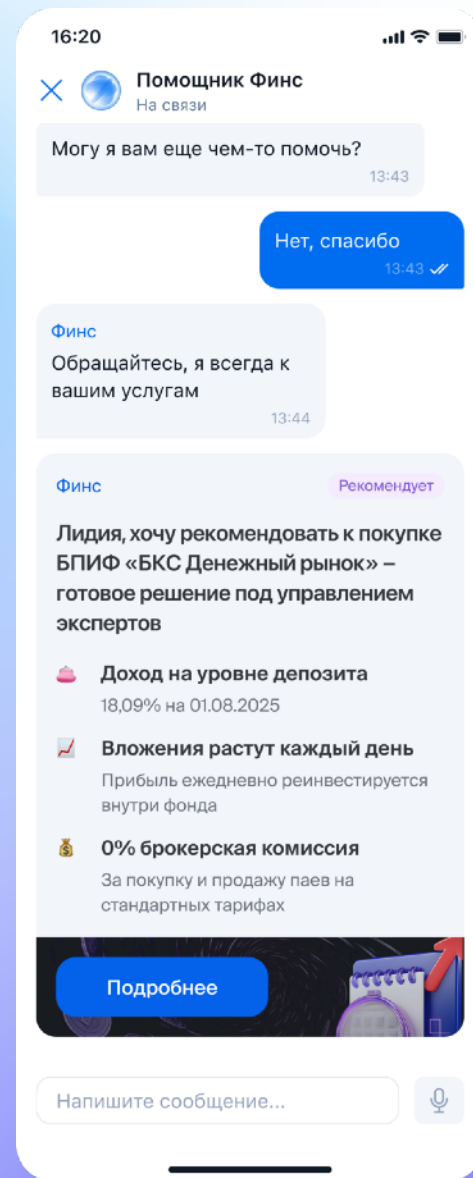 16:20
Помощник Финс
На связи
Могу я вам еще чем-то помочь?
13:43
Нет, спасибо
13:43
Финс
Обращайтесь, я всегда к
вашим услугам
13:44
Финс
Рекомендует
Лидия, хочу рекомендовать к покупке
БПИФ «БКС Денежный рынок» –
готовое решение под управлением
экспертов
Доход на уровне депозита
18,09% на 01.08.2025
Вложения растут каждый день
Прибыль ежедневно реинвестируется
внутри фонда
0% брокерская комиссия
За покупку и продажу паев на
стандартных тарифах
Подробнее
Напишите сообщение...